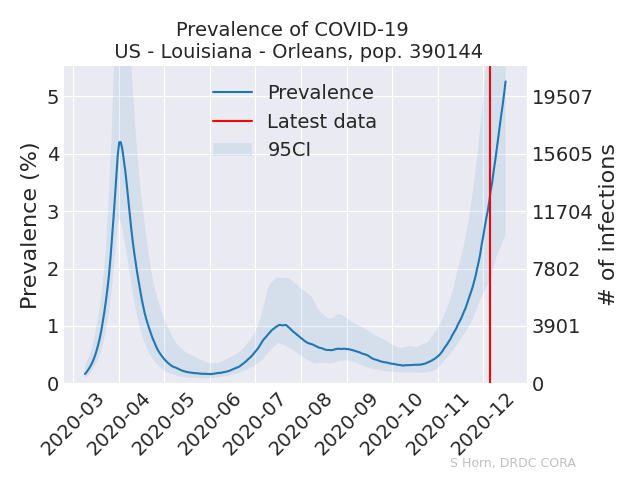 Prevalence of COVID-19
US - Louisiana - Orleans, pop. 390144
Prevalence
Latest data
95CI
Prevalence (%)
5
4
3
2
1
0
19507
15605
11704
7802
3901
0
# of infections
2020-03
2020-04
2020-05
2020-06
2020-07
2020-08
2020-09
2020-10
2020-11
2020-12
S Horn, DRDC CORA